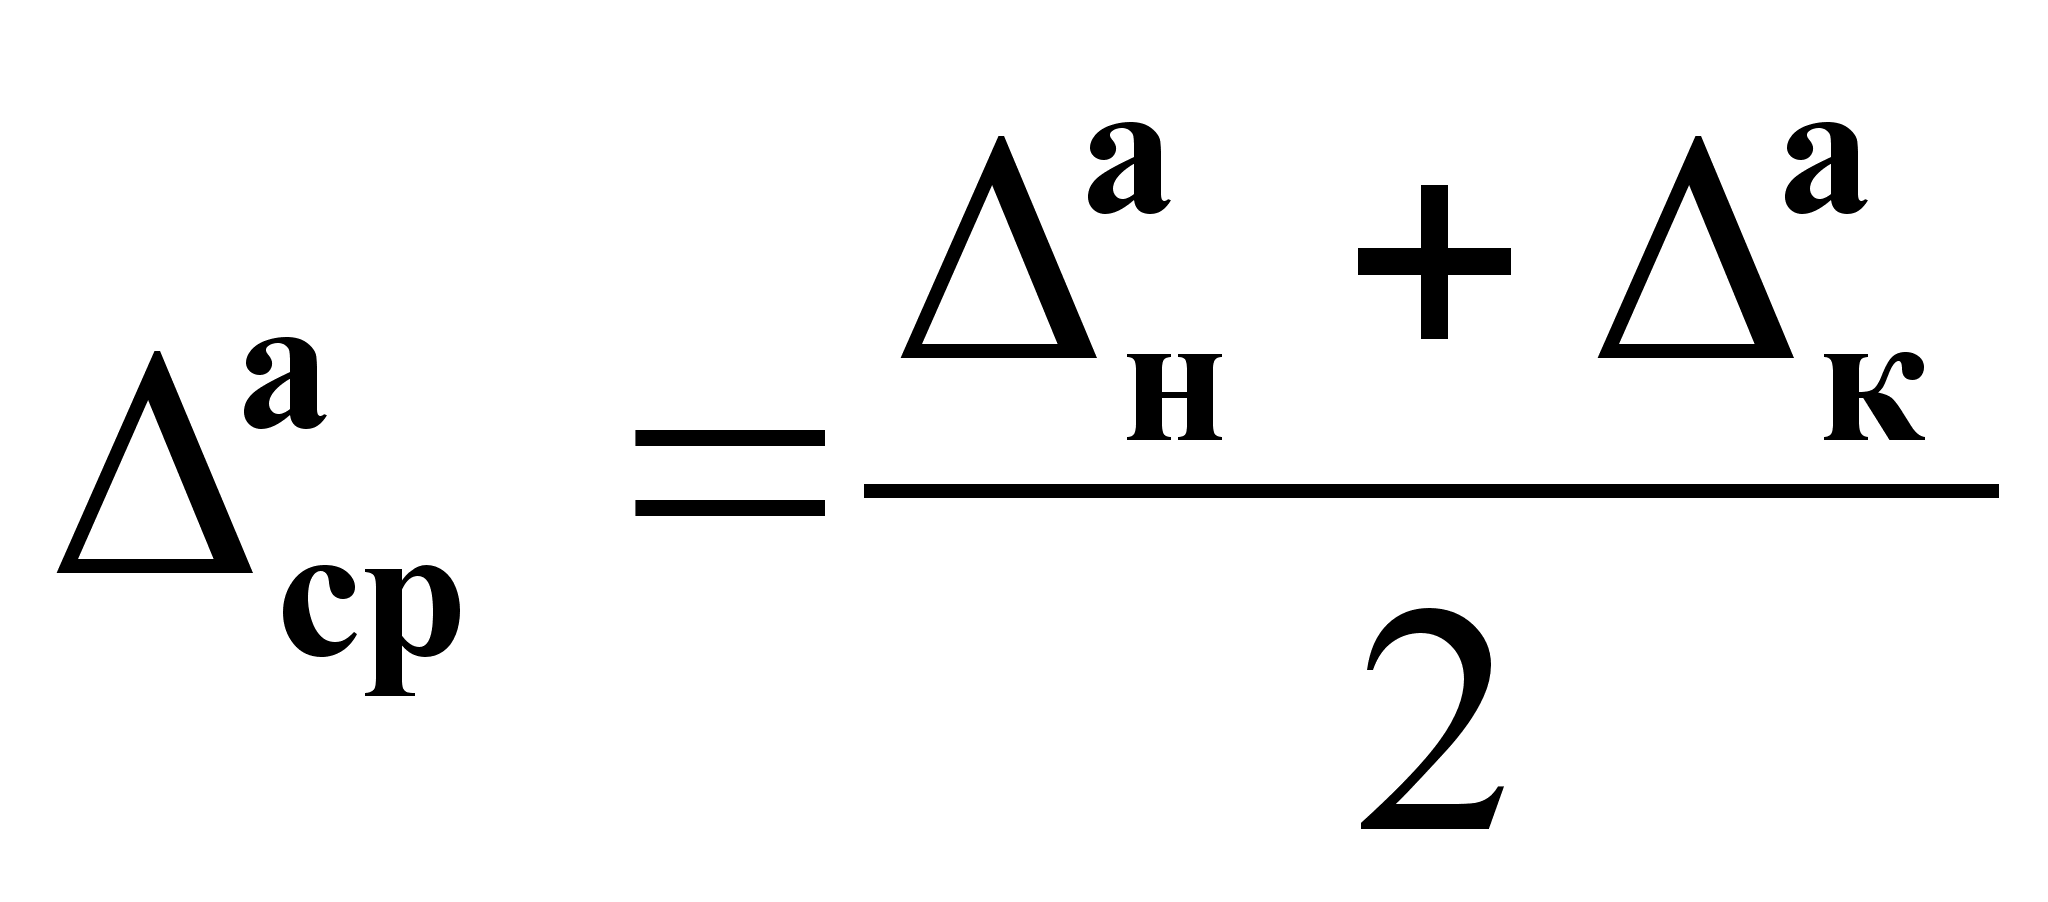 Δ^а_ср = (Δ^а_н + Δ^а_к) / 2